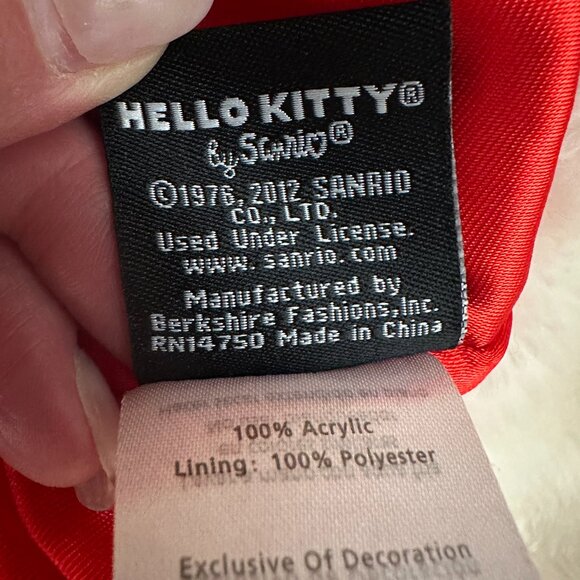 HELLO KITTY®
by Sanrio®
©1976, 2012 SANRIO
CO., LTD.
Used Under License.
www.sanrio.com
Manufactured by
Berkshire Fashions,Inc.
RN14750 Made in China
100% Acrylic
Lining: 100% Polyester
Exclusive Of Decoration